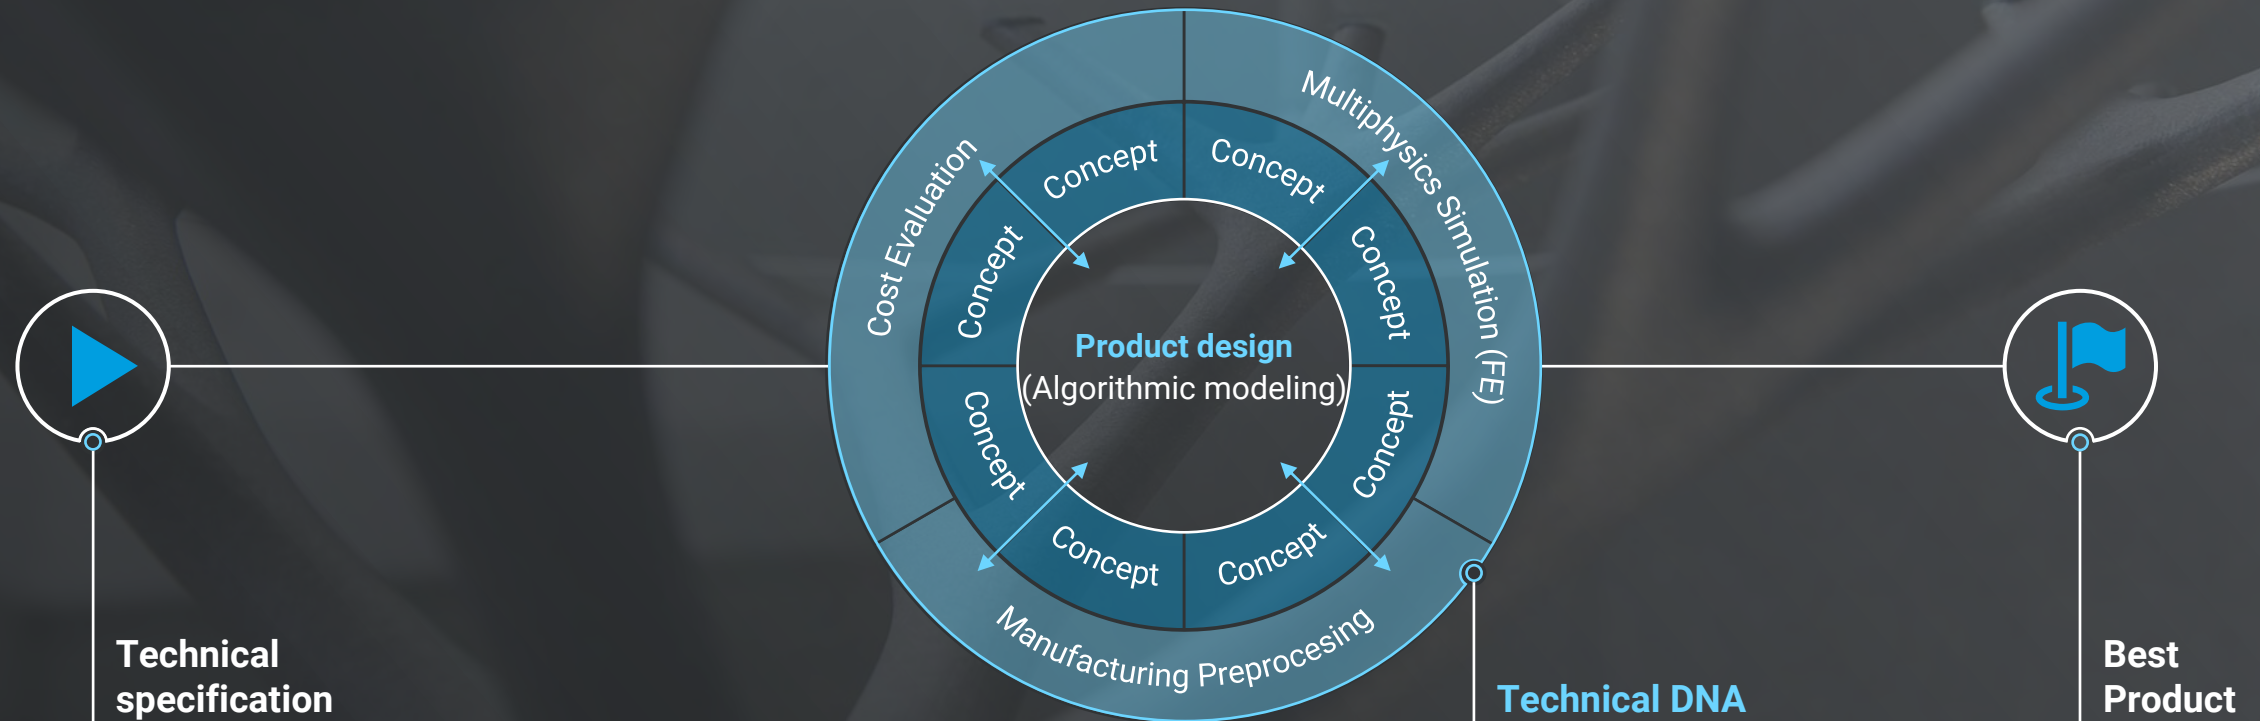 Multiphysics Simulation (FE)
Cost Evaluation
Manufacturing Preprocesing
Concept
Concept
Concept
Concept
Concept
Concept
Concept
Concept
Product design
(Algorithmic modeling)
Technical
specification
Technical DNA
Best
Product